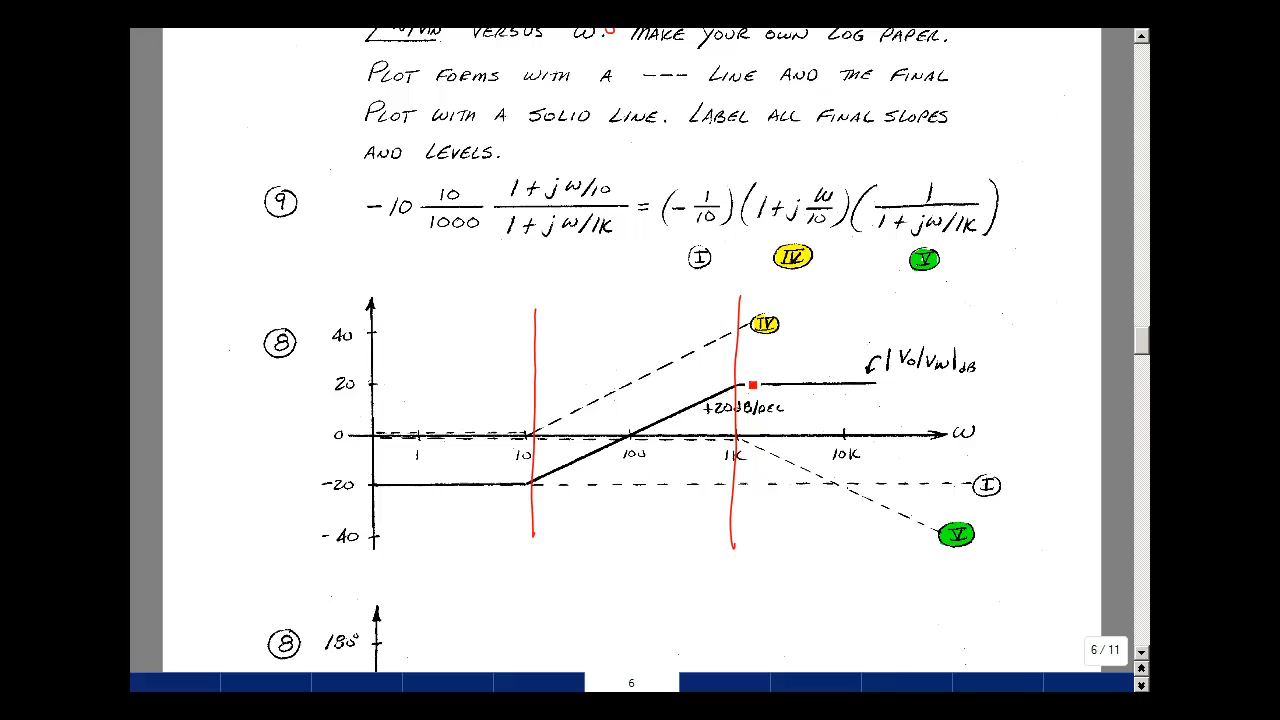 VERSUS W. MAKE YOUR OWN LOG PAPER.
PLOT FORMS WITH A --- LINE AND THE FINAL
PLOT WITH A SOLID LINE. LABEL ALL FINAL SLOPES
AND LEVELS.
9 -10 10/1000 (1 + jW/10)/(1 + jW/1K) = (-1/10)(1 + j W/10)(1/(1 + jW/1K))
I IV V
8
40 IV
|Vo/VIN|dB
20
+20dB/DEC
0 W
1 10 100 1K 10K
-20 I
-40 V
8 180°
6 / 11
6